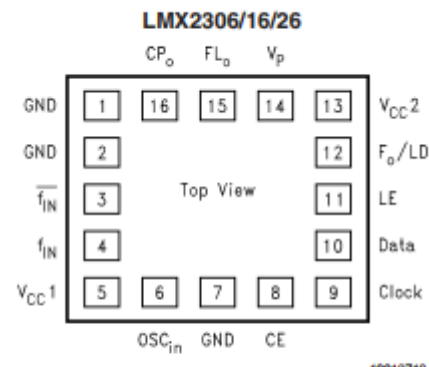 LMX2306/16/26
CPo FLo Vp
GND 1 16 15 14 13 VCC2
GND 2 12 Fo/LD
fIN 3 Top View 11 LE
fIN 4 10 Data
VCC1 5 6 7 8 9 Clock
OSCin GND CE